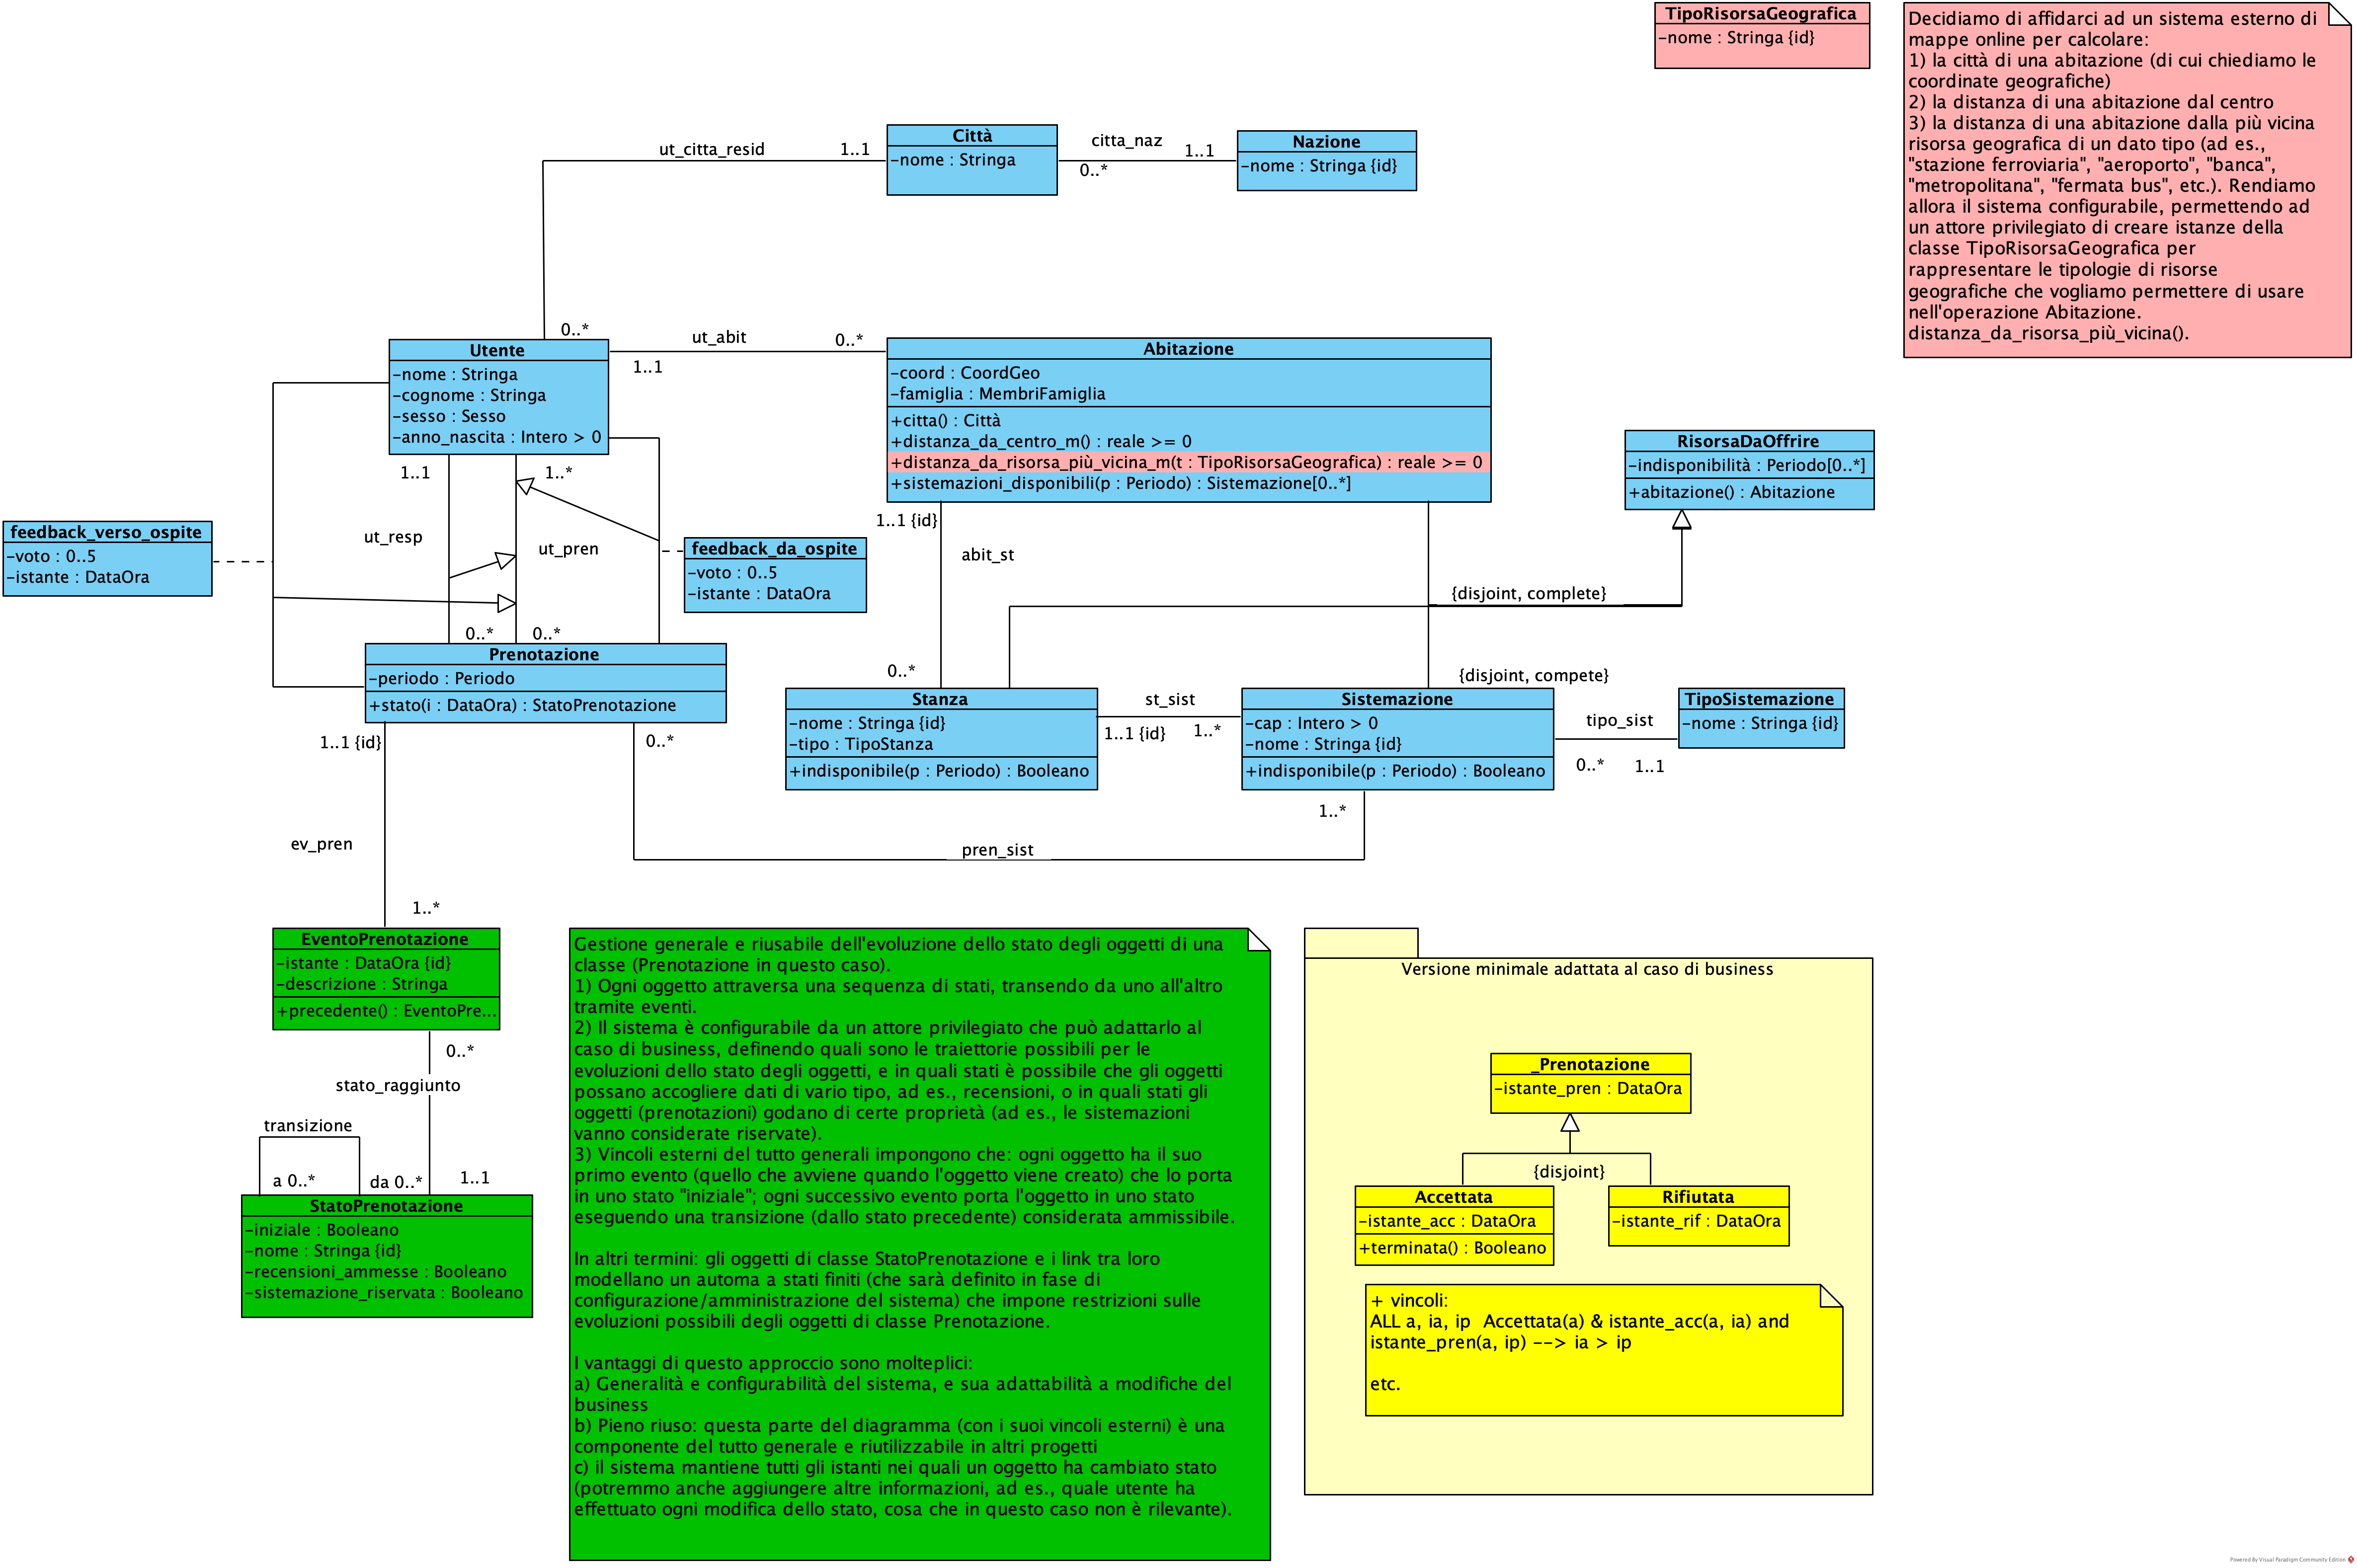 TipoRisorsaGeografica
-nome : Stringa {id}
Decidiamo di affidarci ad un sistema esterno di
mappe online per calcolare:
1) la città di una abitazione (di cui chiediamo le
coordinate geografiche)
2) la distanza di una abitazione dal centro
3) la distanza di una abitazione dalla più vicina
risorsa geografica di un dato tipo (ad es.,
"stazione ferroviaria", "aeroporto", "banca",
"metropolitana", "fermata bus", etc.). Rendiamo
allora il sistema configurabile, permettendo ad
un attore privilegiato di creare istanze della
classe TipoRisorsaGeografica per
rappresentare le tipologie di risorse
geografiche che vogliamo permettere di usare
nell'operazione Abitazione.
distanza_da_risorsa_più_vicina().
ut_citta_resid
1..1
Città
-nome : Stringa
citta_naz
0..*
1..1
Nazione
-nome : Stringa {id}
0..*
Utente
-nome : Stringa
-cognome : Stringa
-sesso : Sesso
-anno_nascita : Intero > 0
ut_abit
1..1
0..*
Abitazione
-coord : CoordGeo
-famiglia : MembriFamiglia
+citta() : Città
+distanza_da_centro_m() : reale >= 0
+distanza_da_risorsa_più_vicina_m(t : TipoRisorsaGeografica) : reale >= 0
+sistemazioni_disponibili(p : Periodo) : Sistemazione[0..*]
RisorsaDaOffrire
-indisponibilità : Periodo[0..*]
+abitazione() : Abitazione
1..1
1..*
ut_resp
ut_pren
feedback_verso_ospite
-voto : 0..5
-istante : DataOra
feedback_da_ospite
-voto : 0..5
-istante : DataOra
1..1 {id}
abit_st
{disjoint, complete}
0..*
0..*
Prenotazione
-periodo : Periodo
+stato(i : DataOra) : StatoPrenotazione
0..*
Stanza
-nome : Stringa {id}
-tipo : TipoStanza
+indisponibile(p : Periodo) : Booleano
st_sist
1..1 {id}
1..*
{disjoint, compete}
Sistemazione
-cap : Intero > 0
-nome : Stringa {id}
+indisponibile(p : Periodo) : Booleano
tipo_sist
0..*
1..1
TipoSistemazione
-nome : Stringa {id}
1..1 {id}
0..*
1..*
pren_sist
ev_pren
1..*
EventoPrenotazione
-istante : DataOra {id}
-descrizione : Stringa
+precedente() : EventoPre...
0..*
stato_raggiunto
transizione
a 0..*
da 0..*
1..1
StatoPrenotazione
-iniziale : Booleano
-nome : Stringa {id}
-recensioni_ammesse : Booleano
-sistemazione_riservata : Booleano
Gestione generale e riusabile dell'evoluzione dello stato degli oggetti di una
classe (Prenotazione in questo caso).
1) Ogni oggetto attraversa una sequenza di stati, transendo da uno all'altro
tramite eventi.
2) Il sistema è configurabile da un attore privilegiato che può adattarlo al
caso di business, definendo quali sono le traiettorie possibili per le
evoluzioni dello stato degli oggetti, e in quali stati è possibile che gli oggetti
possano accogliere dati di vario tipo, ad es., recensioni, o in quali stati gli
oggetti (prenotazioni) godano di certe proprietà (ad es., le sistemazioni
vanno considerate riservate).
3) Vincoli esterni del tutto generali impongono che: ogni oggetto ha il suo
primo evento (quello che avviene quando l'oggetto viene creato) che lo porta
in uno stato "iniziale"; ogni successivo evento porta l'oggetto in uno stato
eseguendo una transizione (dallo stato precedente) considerata ammissibile.
In altri termini: gli oggetti di classe StatoPrenotazione e i link tra loro
modellano un automa a stati finiti (che sarà definito in fase di
configurazione/amministrazione del sistema) che impone restrizioni sulle
evoluzioni possibili degli oggetti di classe Prenotazione.
I vantaggi di questo approccio sono molteplici:
a) Generalità e configurabilità del sistema, e sua adattabilità a modifiche del
business
b) Pieno riuso: questa parte del diagramma (con i suoi vincoli esterni) è una
componente del tutto generale e riutilizzabile in altri progetti
c) il sistema mantiene tutti gli istanti nei quali un oggetto ha cambiato stato
(potremmo anche aggiungere altre informazioni, ad es., quale utente ha
effettuato ogni modifica dello stato, cosa che in questo caso non è rilevante).
Versione minimale adattata al caso di business
_Prenotazione
-istante_pren : DataOra
{disjoint}
Accettata
-istante_acc : DataOra
+terminata() : Booleano
Rifiutata
-istante_rif : DataOra
+ vincoli:
ALL a, ia, ip  Accettata(a) & istante_acc(a, ia) and
istante_pren(a, ip) --> ia > ip
etc.
Powered By Visual Paradigm Community Edition